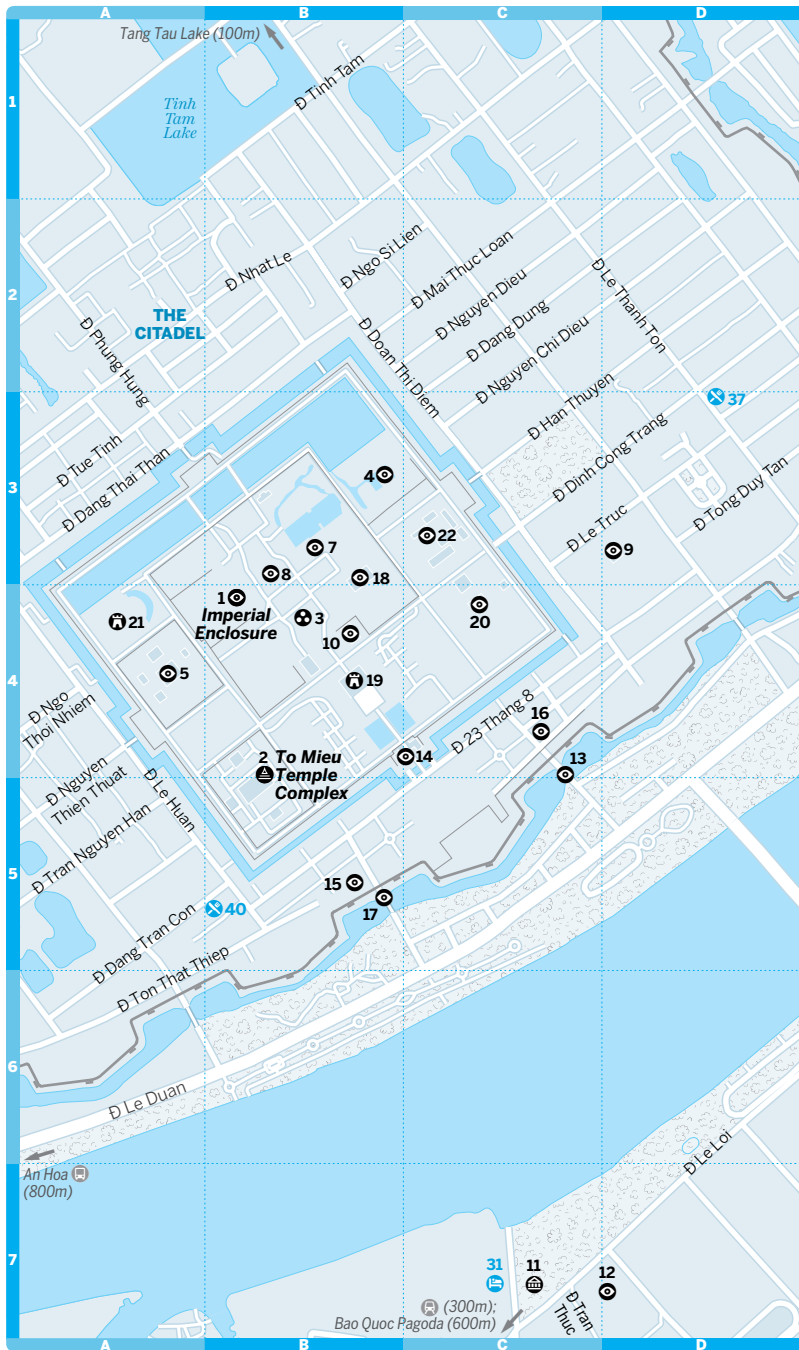 A
B
C
D
Tang Tau Lake (100m)
1
Tinh
Tam
Lake
Đ Tinh Tam
2
THE
CITADEL
Đ Nhat Le
Đ Ngo Si Lien
Đ Mai Thuc Loan
Đ Nguyen Dieu
Đ Dang Dung
Đ Nguyen Chi Dieu
Đ Le Thanh Ton
Đ Phung Hung
Đ Doan Thi Diem
Đ Han Thuyen
37
3
Đ Tue Tinh
Đ Dang Thai Than
Đ Dinh Cong Trang
Đ Tong Duy Tan
Đ Le Truc
4
22
7
9
8
18
1
Imperial
Enclosure
3
10
20
21
4
5
19
Đ Ngo
Thoi Nhiem
Đ 23 Thang 8
16
14
13
2 To Mieu
Temple
Complex
Đ Nguyen
Thien Thuat
Đ Le Huan
5
Đ Tran Nguyen Han
15
17
40
Đ Dang Tran Con
Đ Ton That Thiep
6
Đ Le Duan
An Hoa
(800m)
Đ Le Loi
7
31
11
12
Đ Tran
Thuc
(300m);
Bao Quoc Pagoda (600m)
A
B
C
D